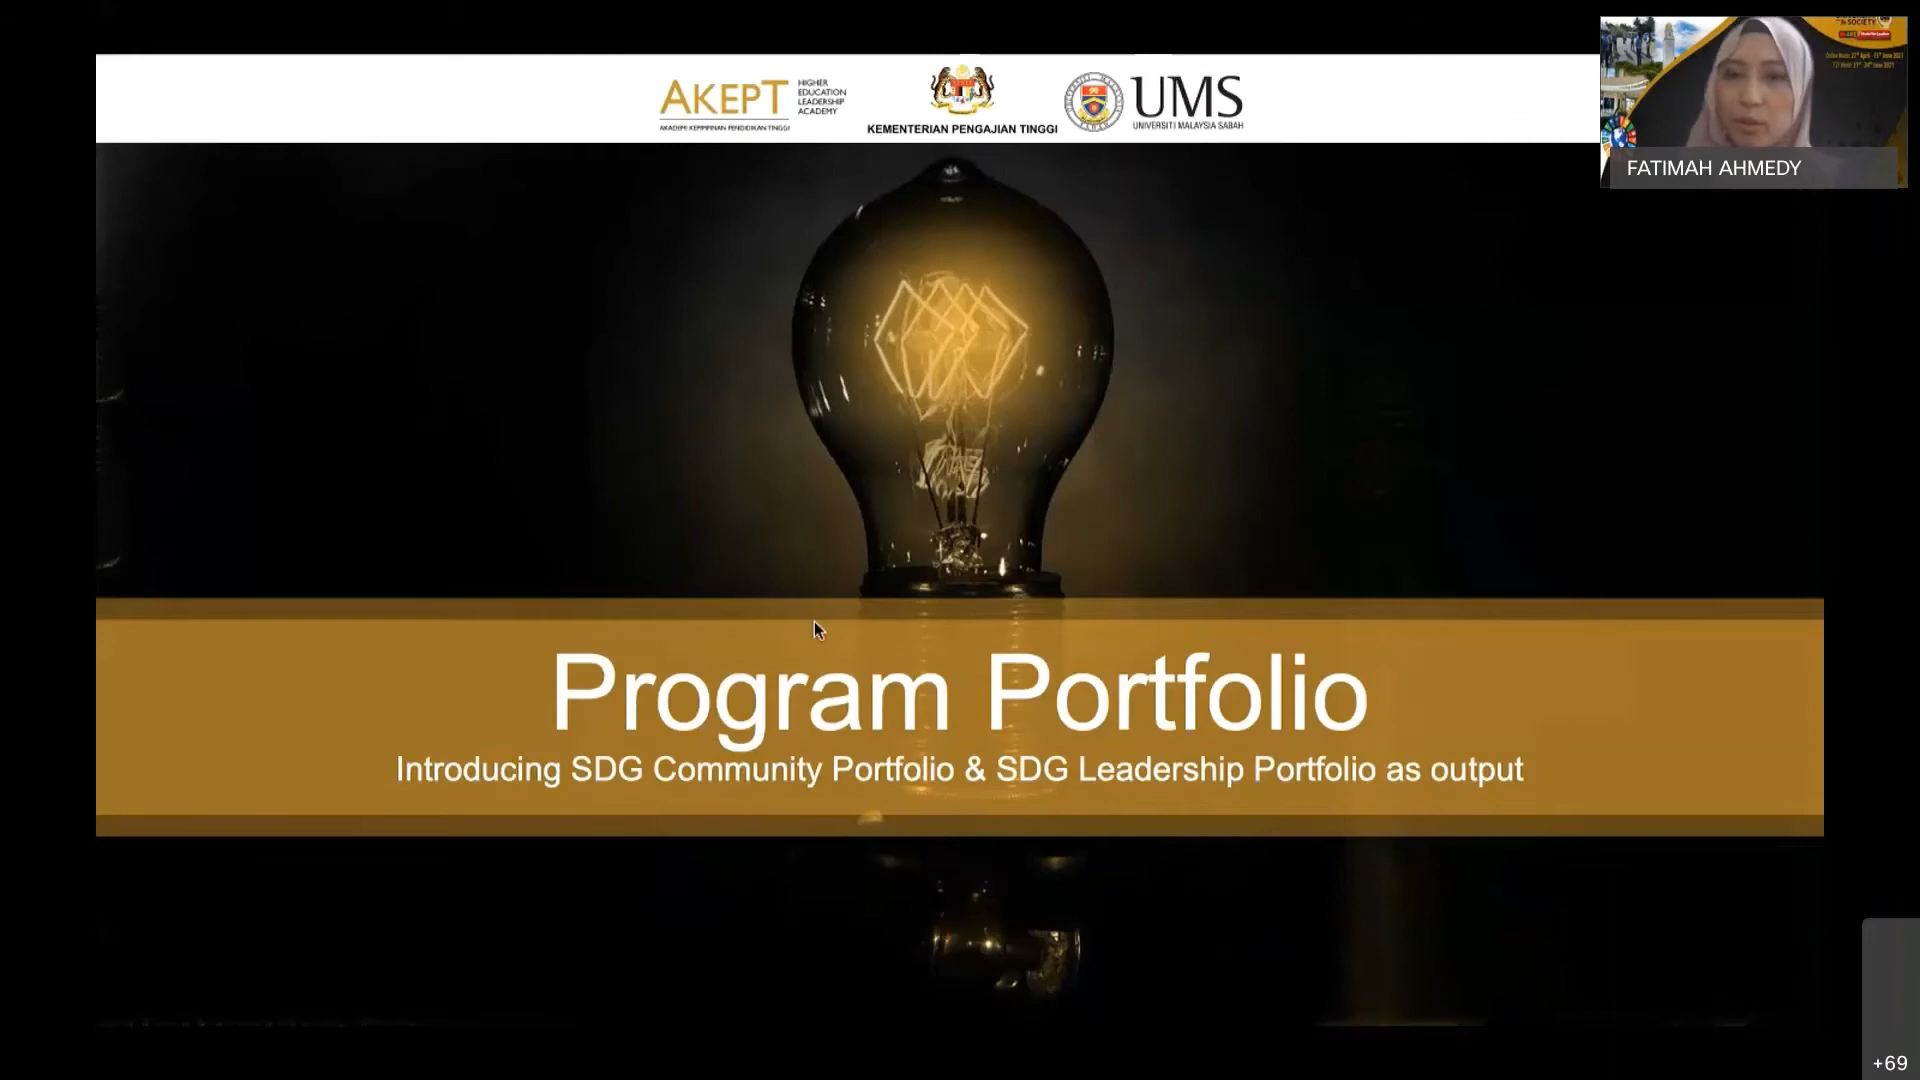 AKEPT
HIGHER
EDUCATION
LEADERSHIP
ACADEMY
AKADEMI KEPIMPINAN PENDIDIKAN TINGGI
KEMENTERIAN PENGAJIAN TINGGI
UMS
UNIVERSITI MALAYSIA SABAH
SOCIETY
FATIMAH AHMEDY
Program Portfolio
Introducing SDG Community Portfolio & SDG Leadership Portfolio as output
+69